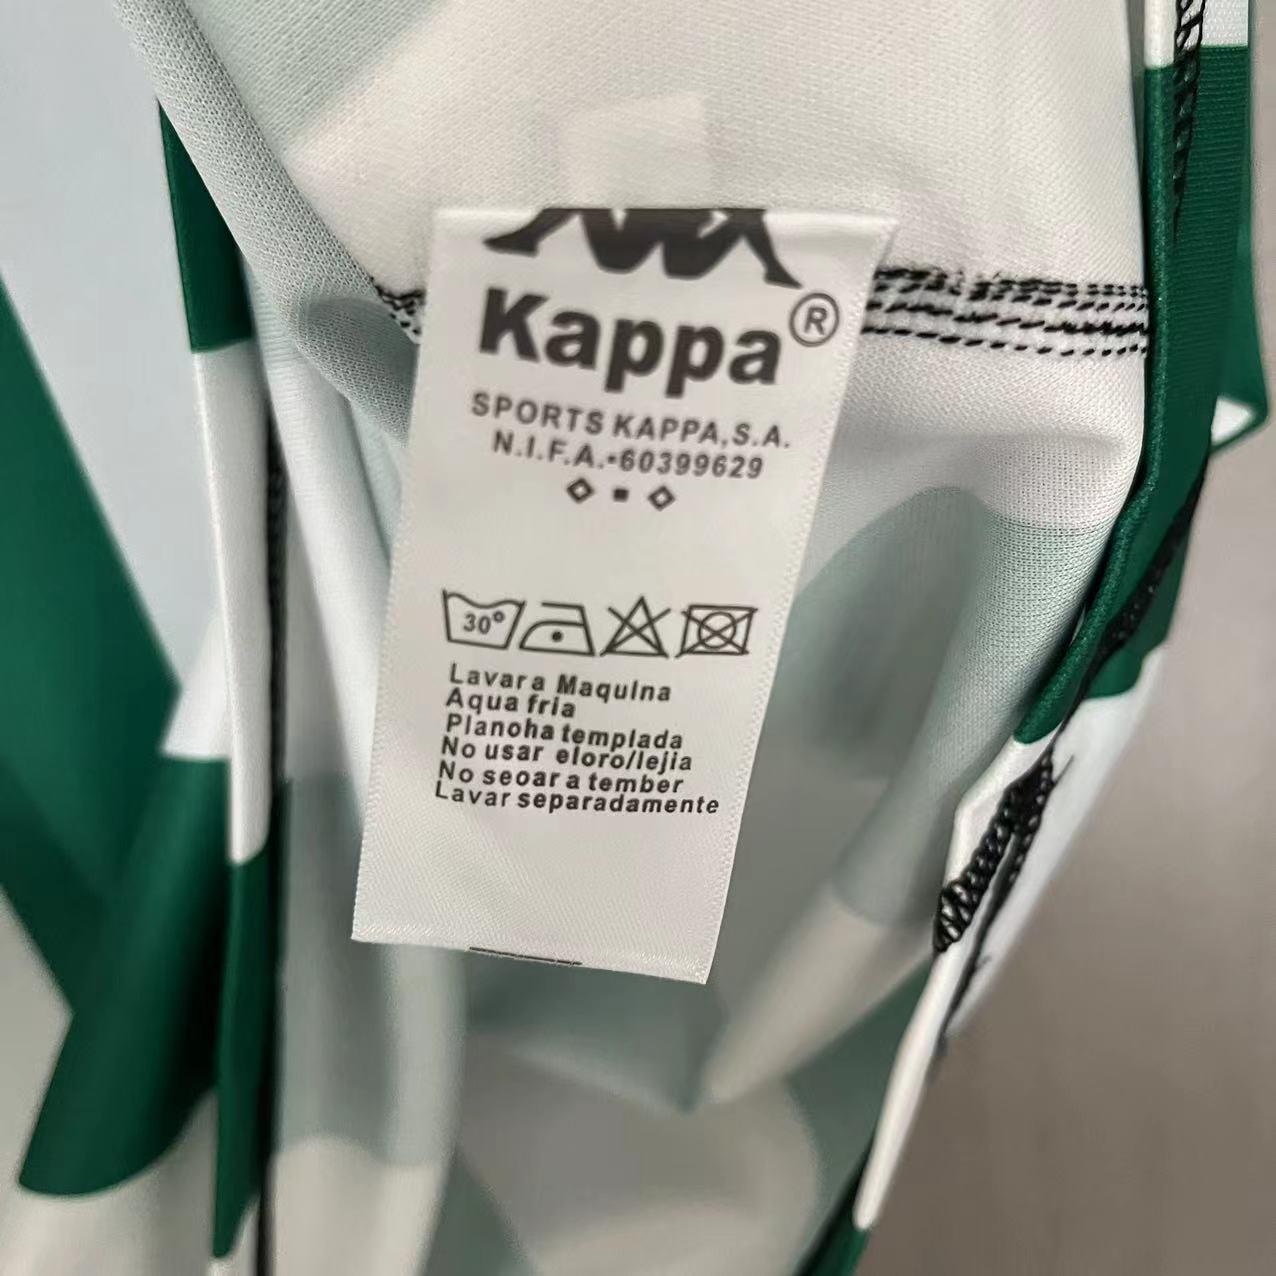 Kappa®
SPORTS KAPPA,S.A.
N.I.F.A.•60399629
30°
Lavar a Maquina
Aqua fria
Planoha templada
No usar eloro/lejia
No seoar a tember
Lavar separadamente